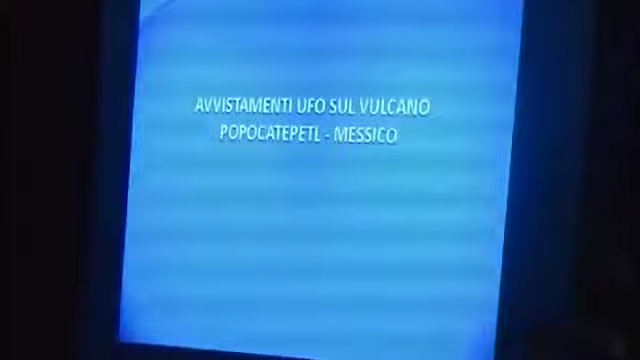 AVVISTAMENTI UFO SUL VULCANO
POPOCATEPETL - MESSICO